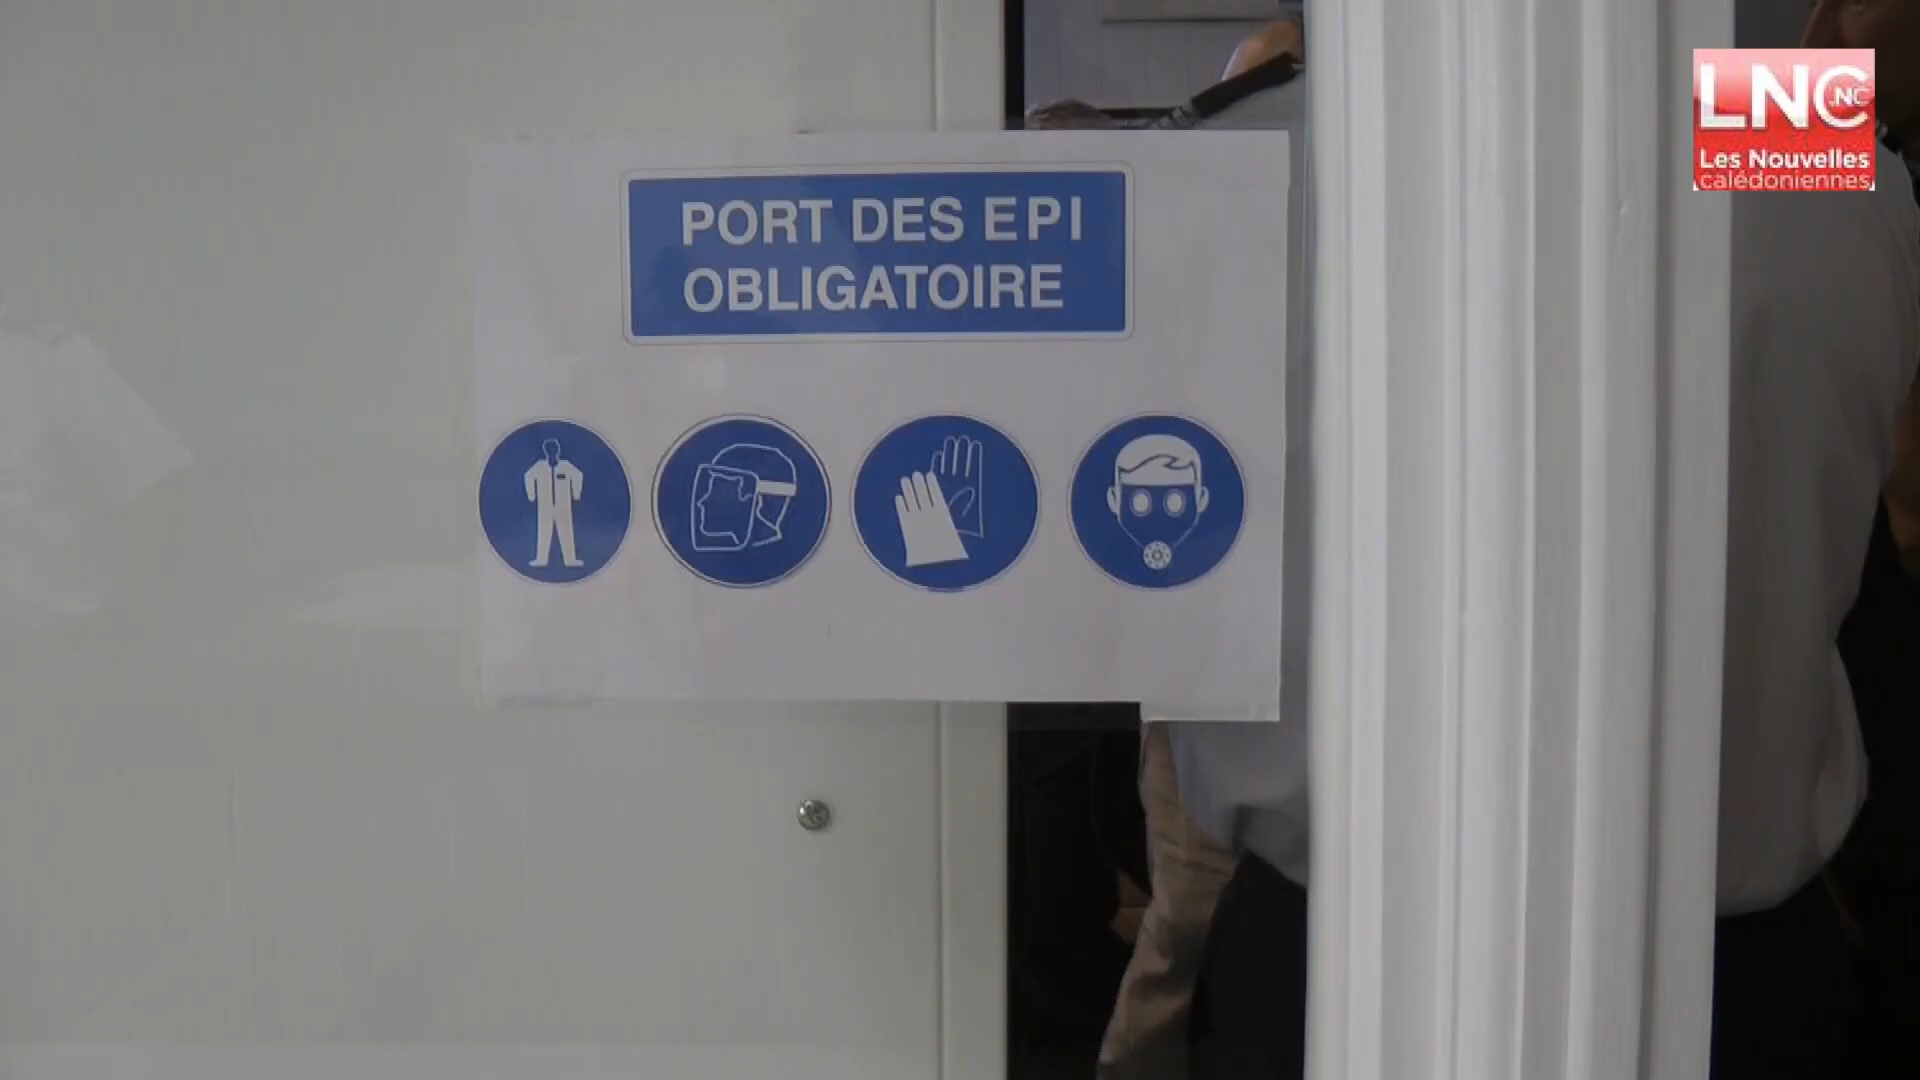 PORT DES EPI
OBLIGATOIRE
LNC.NC
Les Nouvelles
calédoniennes